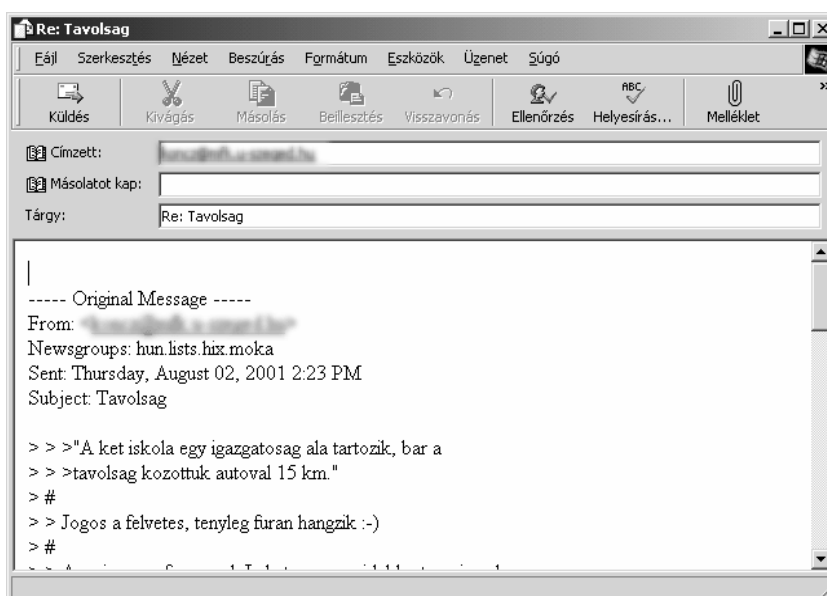 Re: Tavolsag
Fájl Szerkesztés Nézet Beszúrás Formátum Eszközök Üzenet Súgó
Küldés Kivágás Másolás Beillesztés Visszavonás Ellenőrzés Helyesírás... Melléklet
Címzett:
Másolatot kap:
Tárgy: Re: Tavolsag
----- Original Message -----
From:
Newsgroups: hun.lists.hix.moka
Sent: Thursday, August 02, 2001 2:23 PM
Subject: Tavolsag
> > >"A ket iskola egy igazgatosag ala tartozik, bar a
> > >tavolsag kozottuk autoval 15 km."
> #
> > Jogos a felvetes, tenyleg furan hangzik :-)
> #